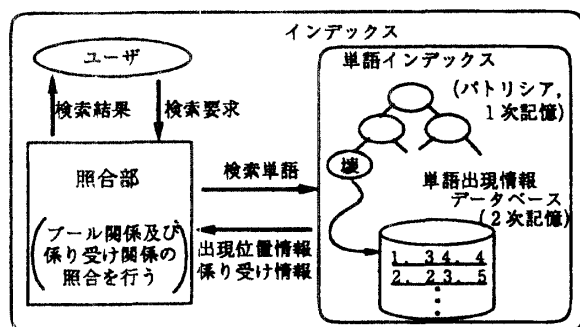 インデックス
ユーザ
検索結果
検索要求
照合部
(ブール関係及び
係り受け関係の
照合を行う)
検索単語
出現位置情報
係り受け情報
単語インデックス
(パトリシア,
1次記憶)
壊
単語出現情報
データベース
(2次記憶)
1. 34. 4
2. 23. 5